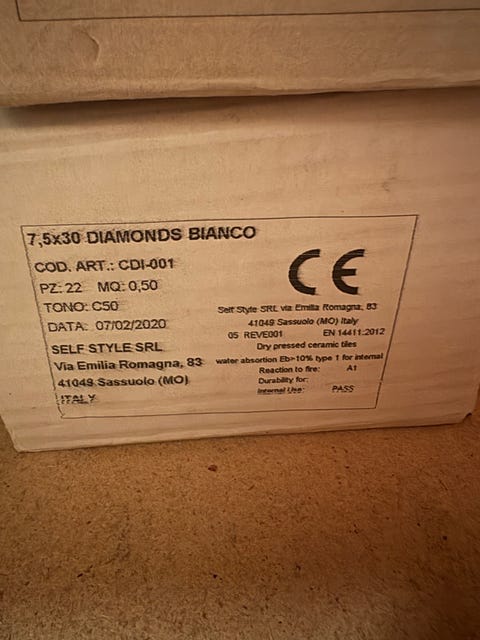 7,5x30 DIAMONDS BIANCO
COD. ART.: CDI-001
PZ: 22 MQ: 0,50
TONO: C50
DATA: 07/02/2020
SELF STYLE SRL
Via Emilia Romagna, 83
41049 Sassuolo (MO)
ITALY
CE
Self Style SRL via Emilia Romagna, 83
41049 Sassuolo (MO) Italy
05 REVE001 EN 14411:2012
Dry pressed ceramic tiles
water absortion Eb>10% type 1 for internal
Reaction to fire: A1
Durability for:
Internal Use: PASS